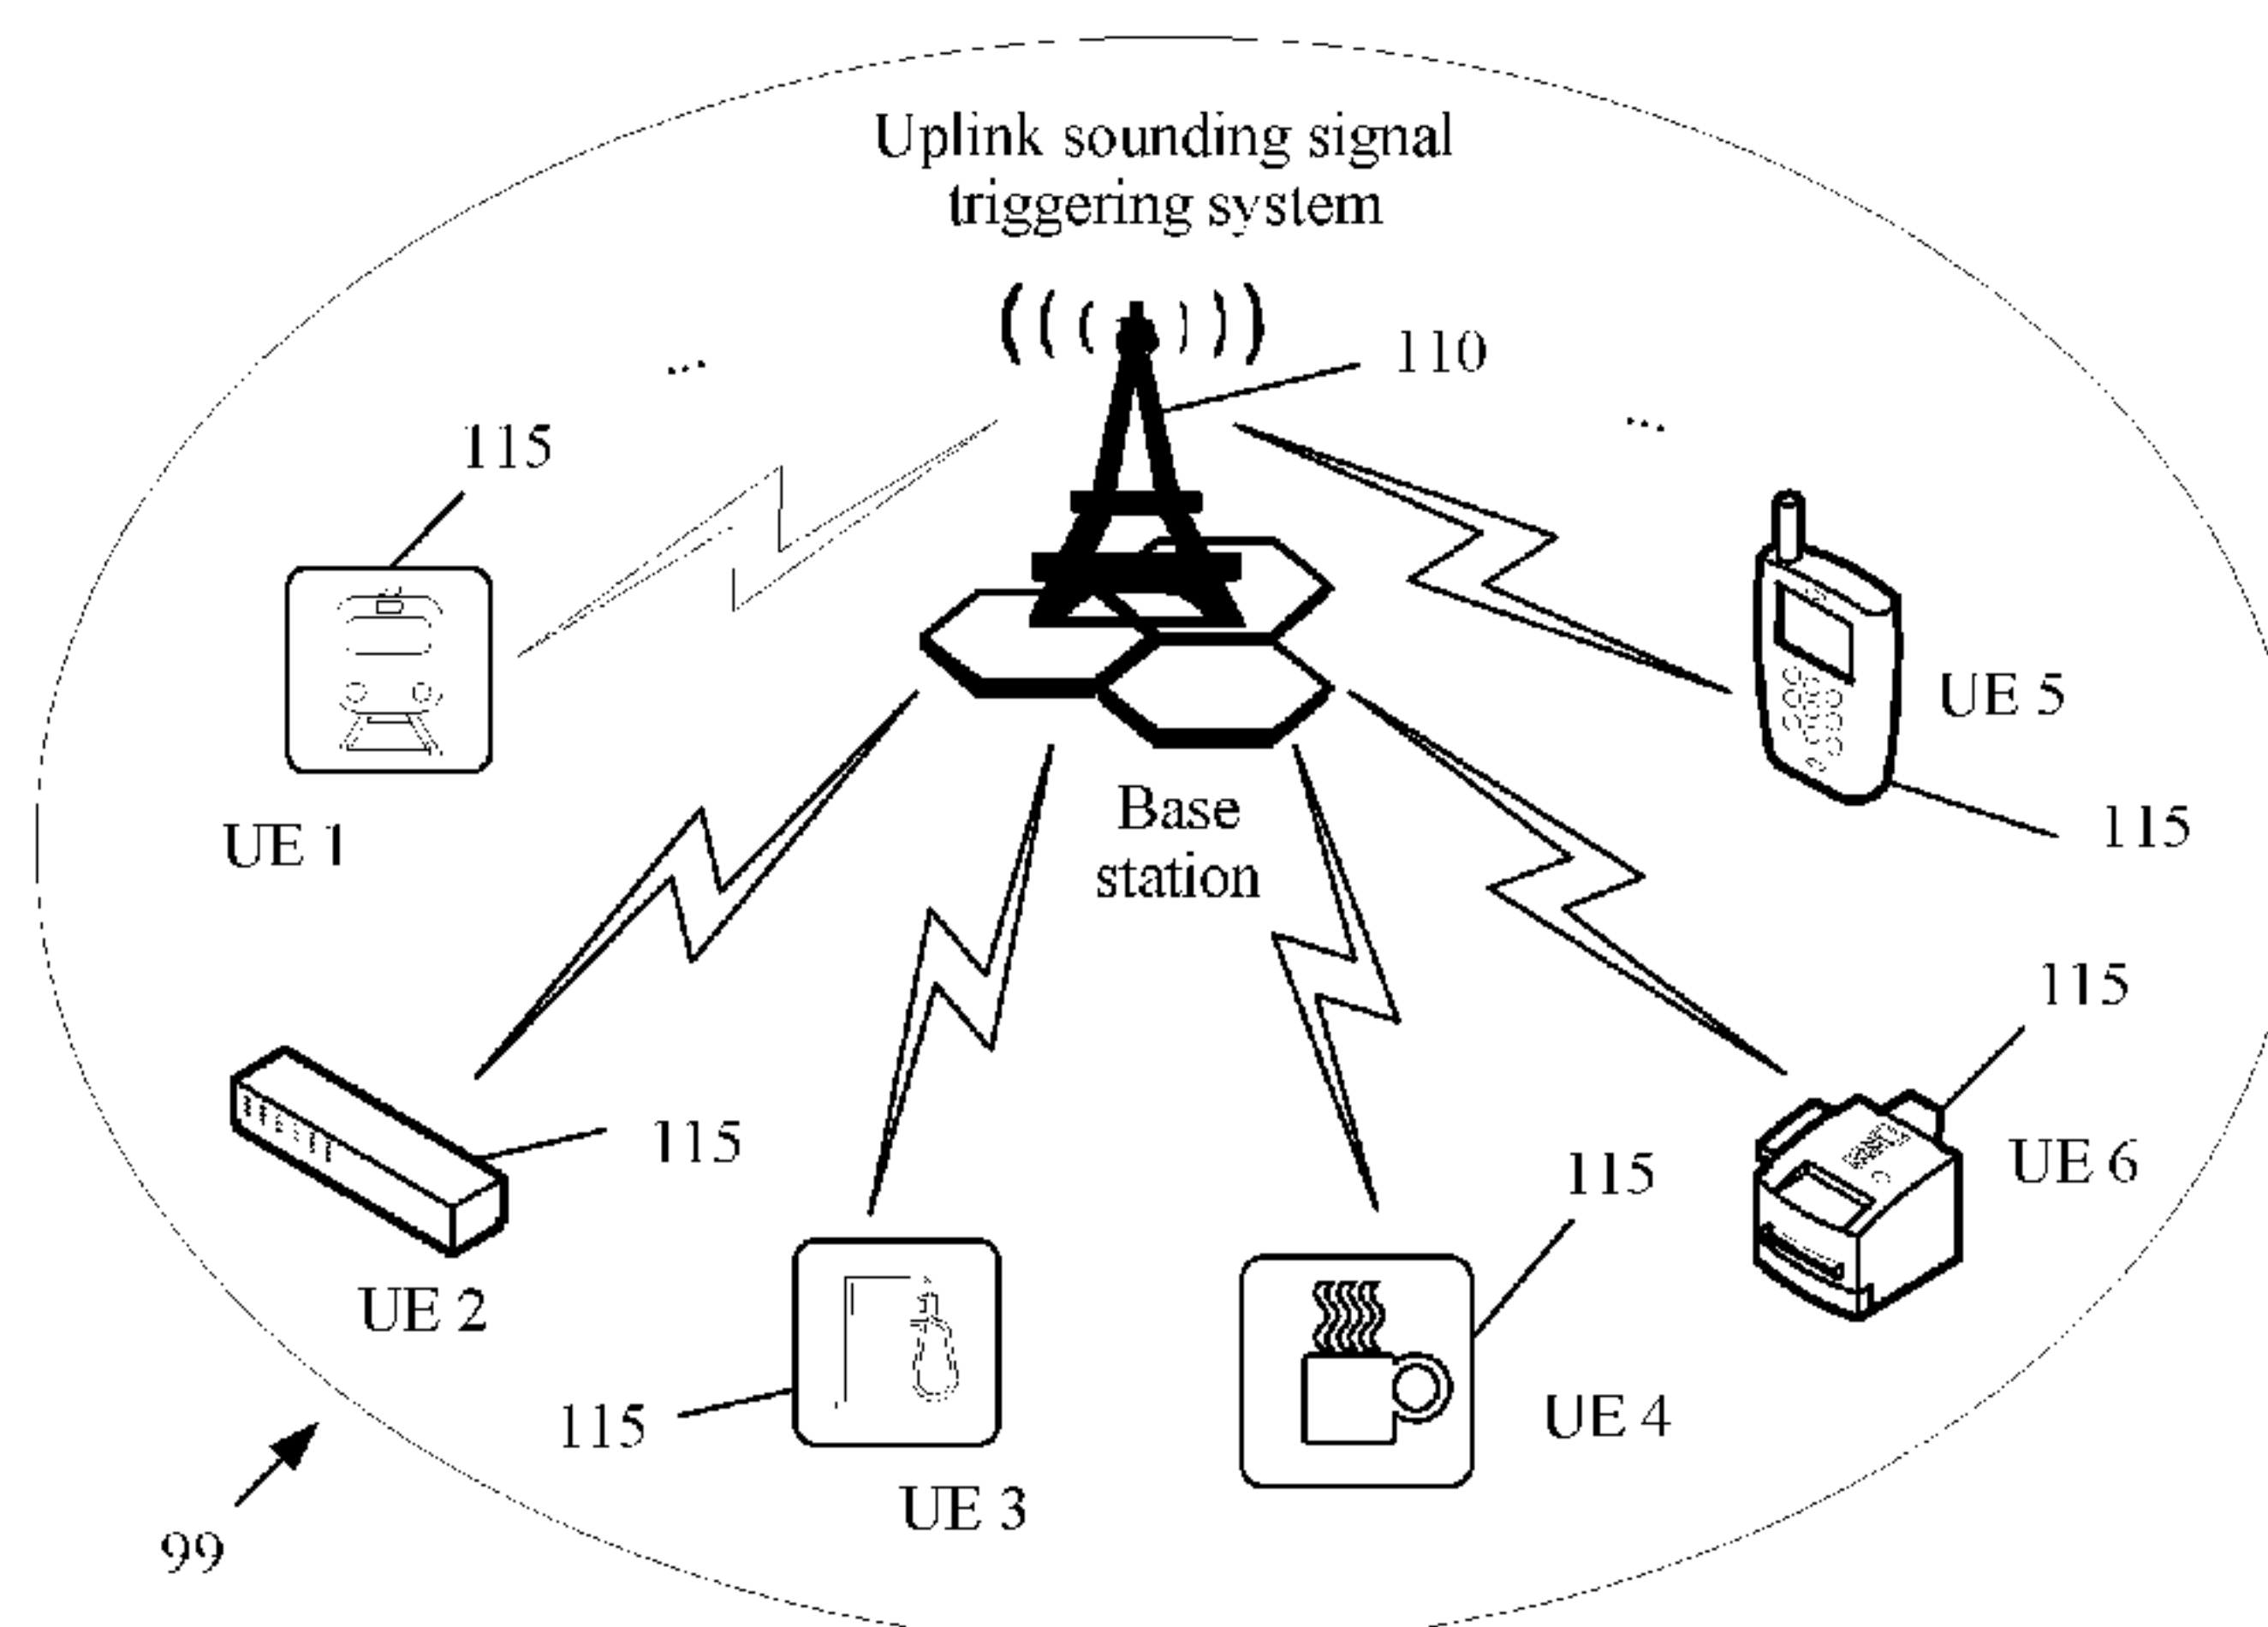 Uplink sounding signal
triggering system
...
110
...
115
UE 1
UE 5
115
Base
station
115
UE 6
115
UE 2
115
UE 4
115
UE 3
99